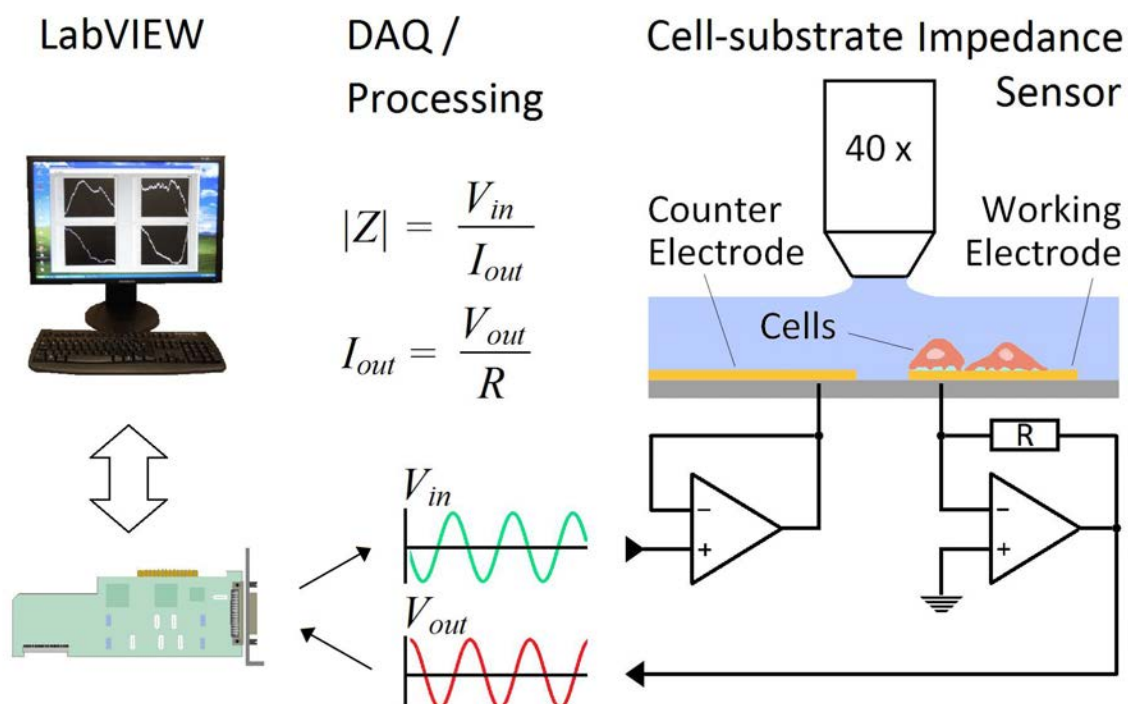 LabVIEW
DAQ /
Processing
Cell-substrate Impedance
Sensor
40 x
Counter
Electrode
Working
Electrode
Cells
|Z| = V_in / I_out
I_out = V_out / R
V_in
V_out
R
−
+
−
+